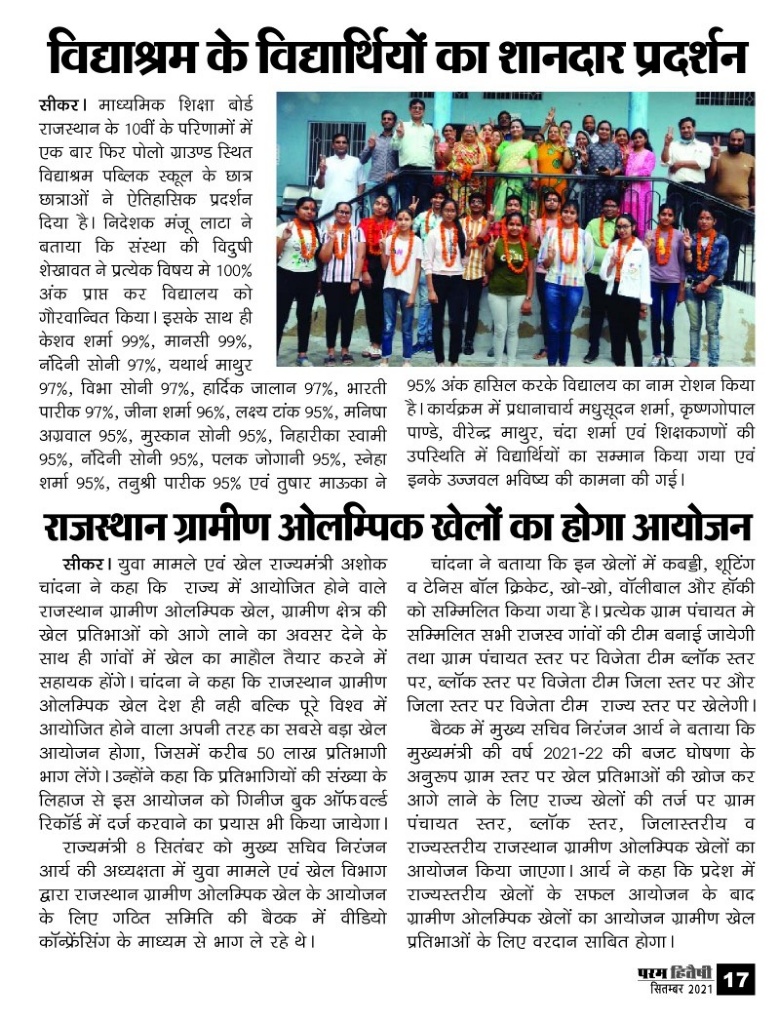 विद्याश्रम के विद्यार्थियों का शानदार प्रदर्शन
सीकर। माध्यमिक शिक्षा बोर्ड
राजस्थान के 10वीं के परिणामों में
एक बार फिर पोलो ग्राउण्ड स्थित
विद्याश्रम पब्लिक स्कूल के छात्र
छात्राओं ने ऐतिहासिक प्रदर्शन
दिया है। निदेशक मंजू लाटा ने
बताया कि संस्था की विदुषी
शेखावत ने प्रत्येक विषय मे 100%
अंक प्राप्त कर विद्यालय को
गौरवान्वित किया। इसके साथ ही
केशव शर्मा 99%, मानसी 99%,
नंदिनी सोनी 97%, यथार्थ माथुर
97%, विभा सोनी 97%, हार्दिक जालान 97%, भारती
पारीक 97%, जीना शर्मा 96%, लक्ष्य टांक 95%, मनिषा
अग्रवाल 95%, मुस्कान सोनी 95%, निहारीका स्वामी
95%, नंदिनी सोनी 95%, पलक जोगानी 95%, स्नेहा
शर्मा 95%, तनुश्री पारीक 95% एवं तुषार माऊका ने
95% अंक हासिल करके विद्यालय का नाम रोशन किया
है। कार्यक्रम में प्रधानाचार्य मधुसूदन शर्मा, कृष्णगोपाल
पाण्डे, वीरेन्द्र माथुर, चंदा शर्मा एवं शिक्षकगणों की
उपस्थिति में विद्यार्थियों का सम्मान किया गया एवं
इनके उज्जवल भविष्य की कामना की गई।
राजस्थान ग्रामीण ओलम्पिक खेलों का होगा आयोजन
सीकर। युवा मामले एवं खेल राज्यमंत्री अशोक
चांदना ने कहा कि राज्य में आयोजित होने वाले
राजस्थान ग्रामीण ओलम्पिक खेल, ग्रामीण क्षेत्र की
खेल प्रतिभाओं को आगे लाने का अवसर देने के
साथ ही गांवों में खेल का माहौल तैयार करने में
सहायक होंगे। चांदना ने कहा कि राजस्थान ग्रामीण
ओलम्पिक खेल देश ही नही बल्कि पूरे विश्व में
आयोजित होने वाला अपनी तरह का सबसे बड़ा खेल
आयोजन होगा, जिसमें करीब 50 लाख प्रतिभागी
भाग लेंगे। उन्होंने कहा कि प्रतिभागियों की संख्या के
लिहाज से इस आयोजन को गिनीज बुक ऑफ वर्ल्ड
रिकॉर्ड में दर्ज करवाने का प्रयास भी किया जायेगा।
राज्यमंत्री 8 सितंबर को मुख्य सचिव निरंजन
आर्य की अध्यक्षता में युवा मामले एवं खेल विभाग
द्वारा राजस्थान ग्रामीण ओलम्पिक खेल के आयोजन
के लिए गठित समिति की बैठक में वीडियो
कॉन्फ्रेंसिंग के माध्यम से भाग ले रहे थे।
चांदना ने बताया कि इन खेलों में कबड्डी, शूटिंग
व टेनिस बॉल क्रिकेट, खो-खो, वॉलीबाल और हॉकी
को सम्मिलित किया गया है। प्रत्येक ग्राम पंचायत मे
सम्मिलित सभी राजस्व गांवों की टीम बनाई जायेगी
तथा ग्राम पंचायत स्तर पर विजेता टीम ब्लॉक स्तर
पर, ब्लॉक स्तर पर विजेता टीम जिला स्तर पर और
जिला स्तर पर विजेता टीम राज्य स्तर पर खेलेगी।
बैठक में मुख्य सचिव निरंजन आर्य ने बताया कि
मुख्यमंत्री की वर्ष 2021-22 की बजट घोषणा के
अनुरूप ग्राम स्तर पर खेल प्रतिभाओं की खोज कर
आगे लाने के लिए राज्य खेलों की तर्ज पर ग्राम
पंचायत स्तर, ब्लॉक स्तर, जिलास्तरीय व
राज्यस्तरीय राजस्थान ग्रामीण ओलम्पिक खेलों का
आयोजन किया जाएगा। आर्य ने कहा कि प्रदेश में
राज्यस्तरीय खेलों के सफल आयोजन के बाद
ग्रामीण ओलम्पिक खेलों का आयोजन ग्रामीण खेल
प्रतिभाओं के लिए वरदान साबित होगा।
परम हितैषी
सितम्बर 2021 17